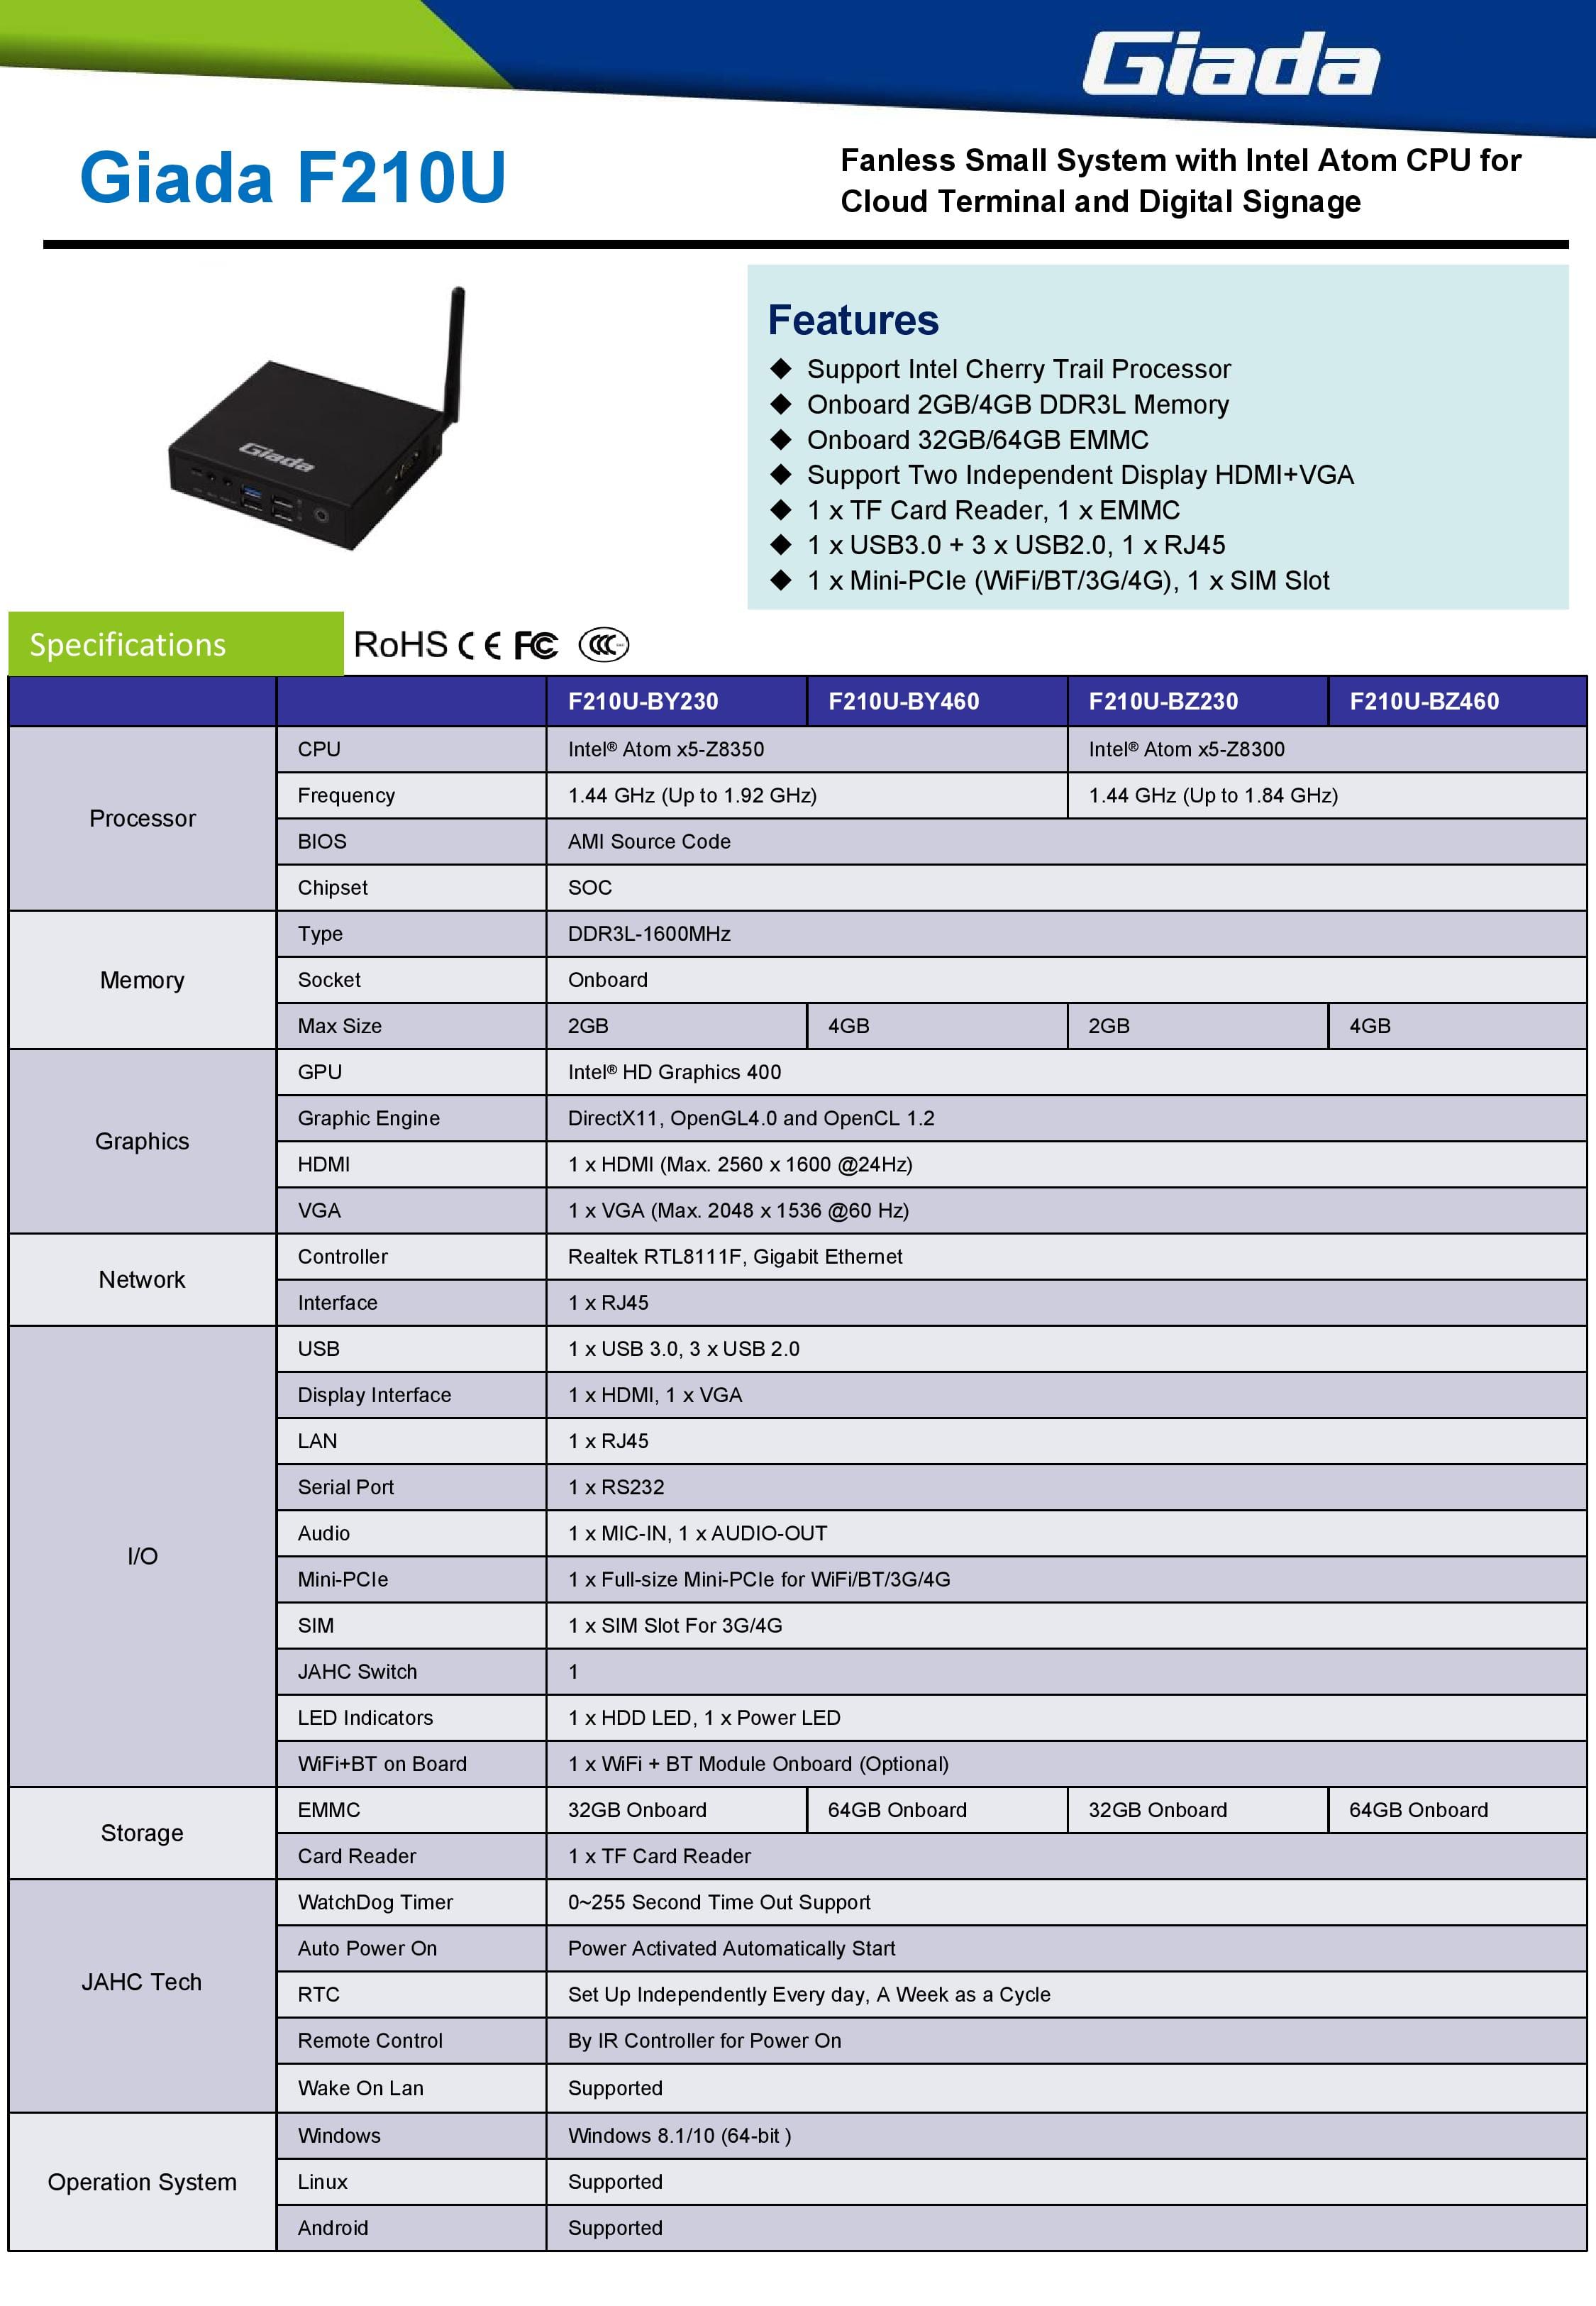 Giada
Giada F210U
Fanless Small System with Intel Atom CPU for
Cloud Terminal and Digital Signage
Giada
Features
◆ Support Intel Cherry Trail Processor
◆ Onboard 2GB/4GB DDR3L Memory
◆ Onboard 32GB/64GB EMMC
◆ Support Two Independent Display HDMI+VGA
◆ 1 x TF Card Reader, 1 x EMMC
◆ 1 x USB3.0 + 3 x USB2.0, 1 x RJ45
◆ 1 x Mini-PCIe (WiFi/BT/3G/4G), 1 x SIM Slot
Specifications RoHS CE FC CCC
F210U-BY230 F210U-BY460 F210U-BZ230 F210U-BZ460
Processor
CPU Intel® Atom x5-Z8350 Intel® Atom x5-Z8300
Frequency 1.44 GHz (Up to 1.92 GHz) 1.44 GHz (Up to 1.84 GHz)
BIOS AMI Source Code
Chipset SOC
Memory
Type DDR3L-1600MHz
Socket Onboard
Max Size 2GB 4GB 2GB 4GB
Graphics
GPU Intel® HD Graphics 400
Graphic Engine DirectX11, OpenGL4.0 and OpenCL 1.2
HDMI 1 x HDMI (Max. 2560 x 1600 @24Hz)
VGA 1 x VGA (Max. 2048 x 1536 @60 Hz)
Network
Controller Realtek RTL8111F, Gigabit Ethernet
Interface 1 x RJ45
I/O
USB 1 x USB 3.0, 3 x USB 2.0
Display Interface 1 x HDMI, 1 x VGA
LAN 1 x RJ45
Serial Port 1 x RS232
Audio 1 x MIC-IN, 1 x AUDIO-OUT
Mini-PCIe 1 x Full-size Mini-PCIe for WiFi/BT/3G/4G
SIM 1 x SIM Slot For 3G/4G
JAHC Switch 1
LED Indicators 1 x HDD LED, 1 x Power LED
WiFi+BT on Board 1 x WiFi + BT Module Onboard (Optional)
Storage
EMMC 32GB Onboard 64GB Onboard 32GB Onboard 64GB Onboard
Card Reader 1 x TF Card Reader
JAHC Tech
WatchDog Timer 0~255 Second Time Out Support
Auto Power On Power Activated Automatically Start
RTC Set Up Independently Every day, A Week as a Cycle
Remote Control By IR Controller for Power On
Wake On Lan Supported
Operation System
Windows Windows 8.1/10 (64-bit )
Linux Supported
Android Supported